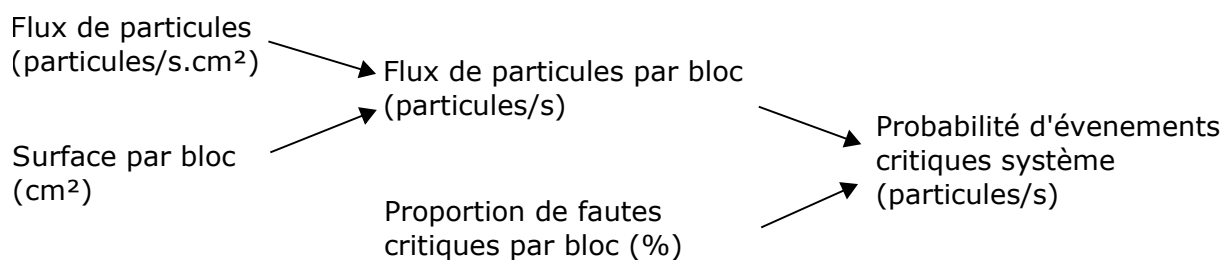 Flux de particules
(particules/s.cm²)
Surface par bloc
(cm²)
Flux de particules par bloc
(particules/s)
Proportion de fautes
critiques par bloc (%)
Probabilité d'évenements
critiques système
(particules/s)